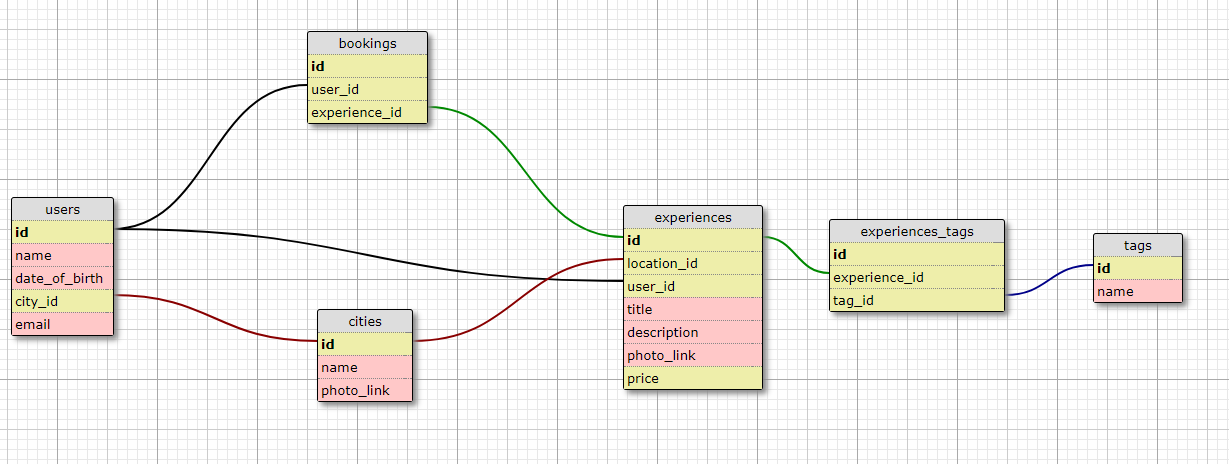 bookings
id
user_id
experience_id
users
id
name
date_of_birth
city_id
email
cities
id
name
photo_link
experiences
id
location_id
user_id
title
description
photo_link
price
experiences_tags
id
experience_id
tag_id
tags
id
name